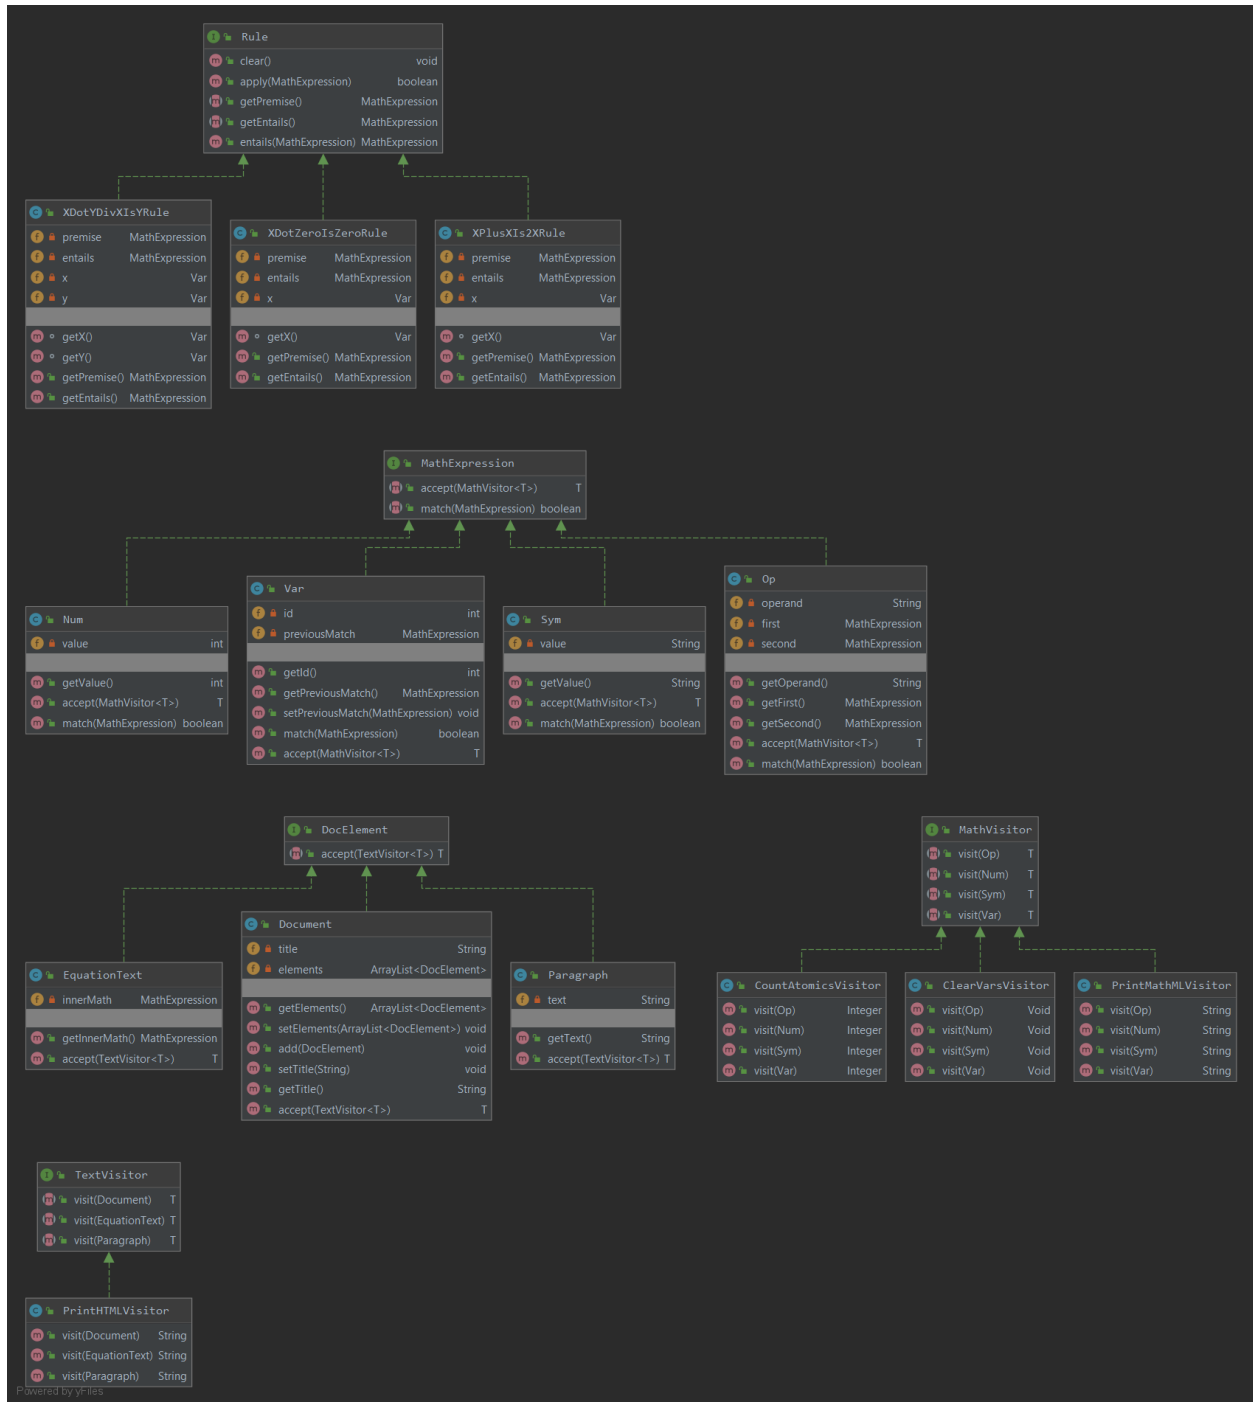 Rule
clear() void
apply(MathExpression) boolean
getPremise() MathExpression
getEntails() MathExpression
entails(MathExpression) MathExpression
XDotYDivXIsYRule
premise MathExpression
entails MathExpression
x Var
y Var
getX() Var
getY() Var
getPremise() MathExpression
getEntails() MathExpression
XDotZeroIsZeroRule
premise MathExpression
entails MathExpression
x Var
getX() Var
getPremise() MathExpression
getEntails() MathExpression
XPlusXIs2XRule
premise MathExpression
entails MathExpression
x Var
getX() Var
getPremise() MathExpression
getEntails() MathExpression
MathExpression
accept(MathVisitor<T>) T
match(MathExpression) boolean
Num
value int
getValue() int
accept(MathVisitor<T>) T
match(MathExpression) boolean
Var
id int
previousMatch MathExpression
getId() int
getPreviousMatch() MathExpression
setPreviousMatch(MathExpression) void
match(MathExpression) boolean
accept(MathVisitor<T>) T
Sym
value String
getValue() String
accept(MathVisitor<T>) T
match(MathExpression) boolean
Op
operand String
first MathExpression
second MathExpression
getOperand() String
getFirst() MathExpression
getSecond() MathExpression
accept(MathVisitor<T>) T
match(MathExpression) boolean
DocElement
accept(TextVisitor<T>) T
EquationText
innerMath MathExpression
getInnerMath() MathExpression
accept(TextVisitor<T>) T
Document
title String
elements ArrayList<DocElement>
getElements() ArrayList<DocElement>
setElements(ArrayList<DocElement>) void
add(DocElement) void
setTitle(String) void
getTitle() String
accept(TextVisitor<T>) T
Paragraph
text String
getText() String
accept(TextVisitor<T>) T
MathVisitor
visit(Op) T
visit(Num) T
visit(Sym) T
visit(Var) T
CountAtomicsVisitor
visit(Op) Integer
visit(Num) Integer
visit(Sym) Integer
visit(Var) Integer
ClearVarsVisitor
visit(Op) Void
visit(Num) Void
visit(Sym) Void
visit(Var) Void
PrintMathMLVisitor
visit(Op) String
visit(Num) String
visit(Sym) String
visit(Var) String
TextVisitor
visit(Document) T
visit(EquationText) T
visit(Paragraph) T
PrintHTMLVisitor
visit(Document) String
visit(EquationText) String
visit(Paragraph) String
Powered by yFiles